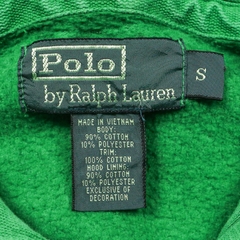 Polo
by Ralph Lauren
S
MADE IN VIETNAM
BODY:
90% COTTON
10% POLYESTER
TRIM:
100% COTTON
HOOD LINING:
90% COTTON
10% POLYESTER
EXCLUSIVE OF
DECORATION